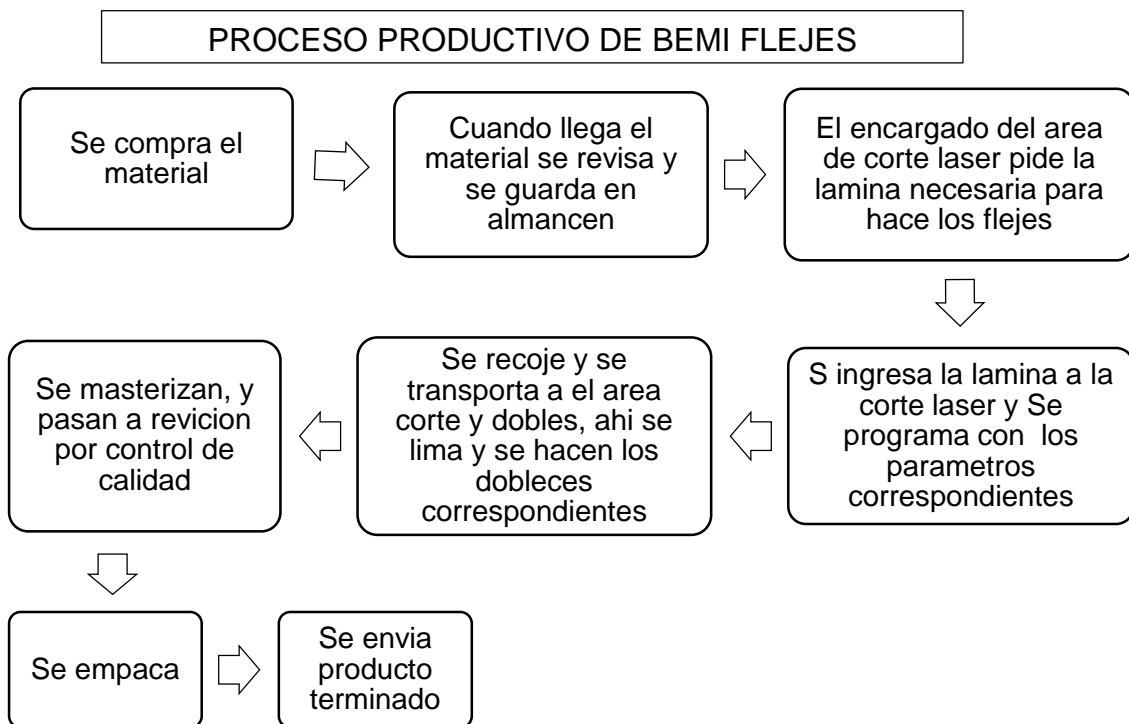 PROCESO PRODUCTIVO DE BEMI FLEJES
Se compra el
material
Cuando llega el
material se revisa y
se guarda en
almancen
El encargado del area
de corte laser pide la
lamina necesaria para
hace los flejes
S ingresa la lamina a la
corte laser y Se
programa con  los
parametros
correspondientes
Se recoje y se
transporta a el area
corte y dobles, ahi se
lima y se hacen los
dobleces
correspondientes
Se masterizan, y
pasan a revicion
por control de
calidad
Se empaca
Se envia
producto
terminado